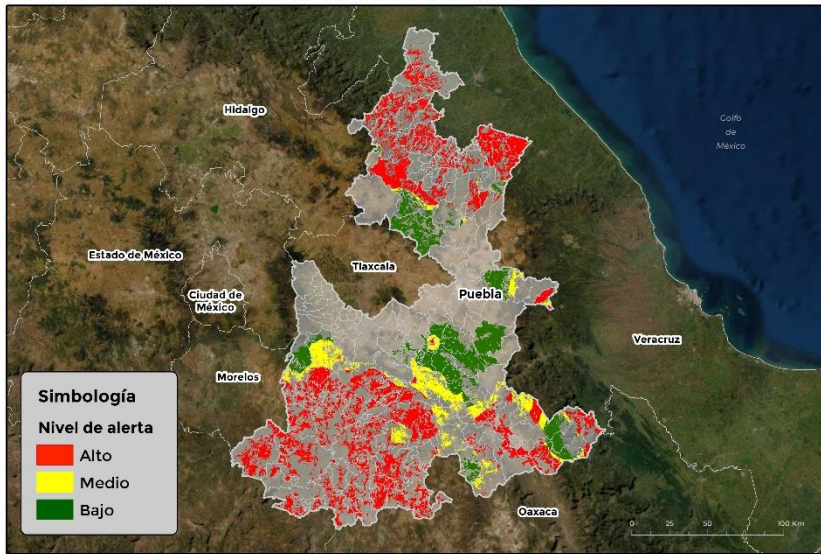 Hidalgo
Golfo
de
México
Estado de México
Tlaxcala
Ciudad de
México
Puebla
Veracruz
Morelos
Simbología
Nivel de alerta
Alto
Medio
Bajo
Oaxaca
0 25 50 100 Km